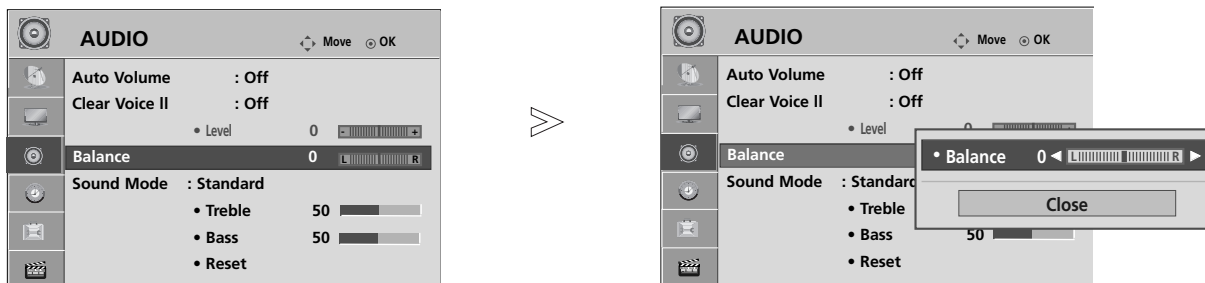 AUDIO Move OK
Auto Volume : Off
Clear Voice II : Off
• Level 0 - +
Balance 0 L R
Sound Mode : Standard
• Treble 50
• Bass 50
• Reset
AUDIO Move OK
Auto Volume : Off
Clear Voice II : Off
• Level
Balance
Sound Mode : Standard
• Treble
• Bass 50
• Reset
• Balance 0 ◄ L R ►
Close